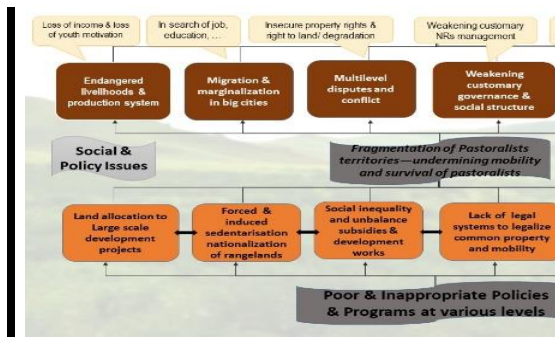 Loss of income & loss
of youth motivation
In search of job,
education, ...
Insecure property rights &
right to land/ degradation
Weakening customary
NRs management
Endangered
livelihoods &
production system
Migration &
marginalization
in big cities
Multilevel
disputes and
conflict
Weakening
customary
governance &
social structure
Social &
Policy Issues
Fragmentation of Pastoralists
territories—undermining mobility
and survival of pastoralists
Land allocation to
Large scale
development
projects
Forced &
induced
sedentarisation
nationalization
of rangelands
Social inequality
and unbalance
subsidies &
development
works
Lack of legal
systems to legalize
common property
and mobility
Poor & Inappropriate Policies
& Programs at various levels